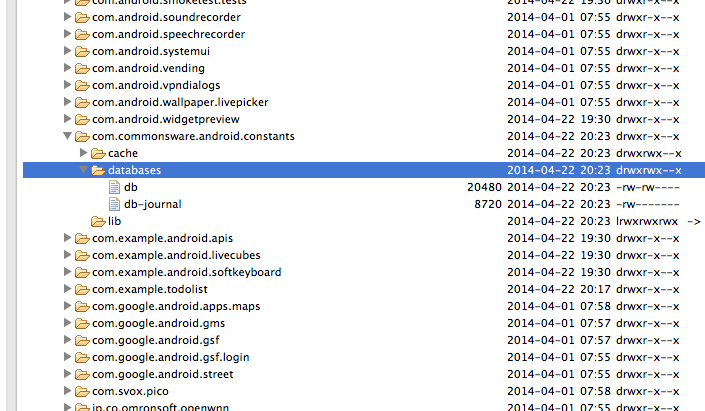 com.android.smoketest.tests 2014-04-22 19:30 drwxr-x--x
com.android.soundrecorder 2014-04-01 07:55 drwxr-x--x
com.android.speechrecorder 2014-04-01 07:55 drwxr-x--x
com.android.systemui 2014-04-01 07:55 drwxr-x--x
com.android.vending 2014-04-01 07:55 drwxr-x--x
com.android.vpndialogs 2014-04-01 07:55 drwxr-x--x
com.android.wallpaper.livepicker 2014-04-01 07:55 drwxr-x--x
com.android.widgetpreview 2014-04-22 19:30 drwxr-x--x
com.commonsware.android.constants 2014-04-22 20:23 drwxr-x--x
cache 2014-04-22 20:23 drwxrwx--x
databases 2014-04-22 20:23 drwxrwx--x
db 20480 2014-04-22 20:23 -rw-rw----
db-journal 8720 2014-04-22 20:23 -rw-------
lib 2014-04-22 20:23 lrwxrwxrwx ->
com.example.android.apis 2014-04-22 19:30 drwxr-x--x
com.example.android.livecubes 2014-04-22 19:30 drwxr-x--x
com.example.android.softkeyboard 2014-04-22 19:30 drwxr-x--x
com.example.todolist 2014-04-22 20:17 drwxr-x--x
com.google.android.apps.maps 2014-04-01 07:58 drwxr-x--x
com.google.android.gms 2014-04-01 07:57 drwxr-x--x
com.google.android.gsf 2014-04-01 07:57 drwxr-x--x
com.google.android.gsf.login 2014-04-01 07:55 drwxr-x--x
com.google.android.street 2014-04-01 07:55 drwxr-x--x
com.svox.pico 2014-04-01 07:58 drwxr-x--x
jp.co.omronsoft.openwnn 2014-04-01 07:55 drwxr-x--x